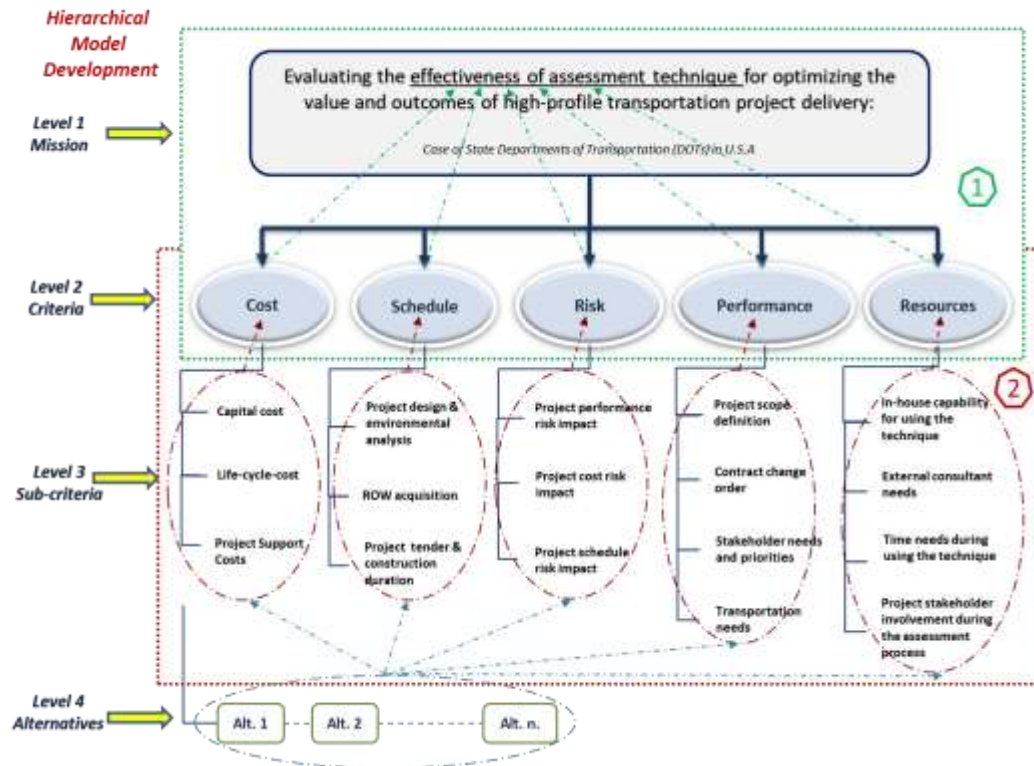 Hierarchical
Model
Development
Evaluating the effectiveness of assessment technique for optimizing the
value and outcomes of high-profile transportation project delivery:
Case of State Departments of Transportation (DOTs) in U.S.A
Level 1
Mission
1
Level 2
Criteria
Cost
Schedule
Risk
Performance
Resources
2
Level 3
Sub-criteria
Capital cost
Life-cycle-cost
Project Support
Costs
Project design &
environmental
analysis
ROW acquisition
Project tender &
construction
duration
Project performance
risk impact
Project cost risk
impact
Project schedule
risk impact
Project scope
definition
Contract change
order
Stakeholder needs
and priorities
Transportation
needs
In-house capability
for using the
technique
External consultant
needs
Time needs during
using the technique
Project stakeholder
involvement during
the assessment
process
Level 4
Alternatives
Alt. 1
Alt. 2
Alt. n.